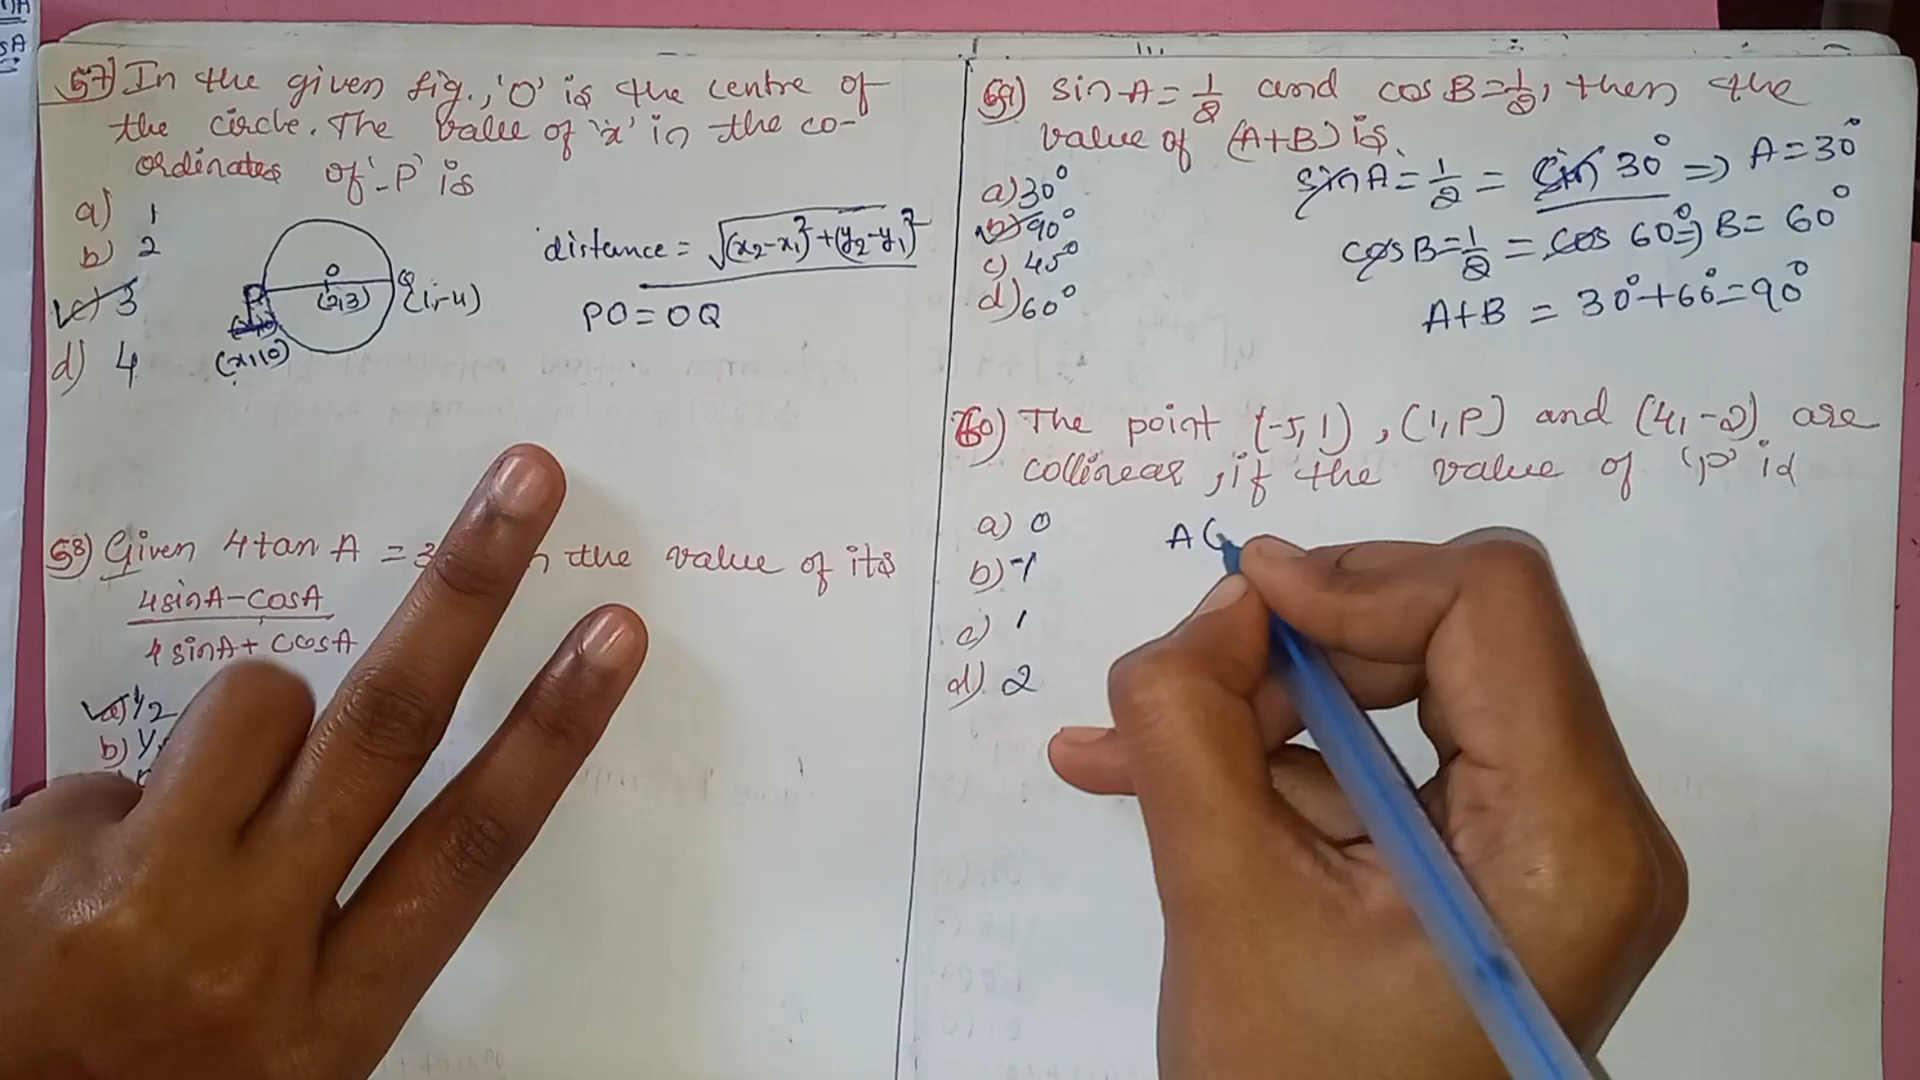 57) In the given fig., 'O' is the centre of
the circle. The value of 'x' in the co-
ordinates of 'P' is
a) 1
b) 2
c) 3
d) 4
O
(2,3)
P
Q(1,-4)
(x,10)
distance = √(x₂-x₁)²+(y₂-y₁)²
PO = OQ
58) Given 4tan A = 3 the value of its
4sinA-cosA
4sinA+ccosA
a) 1/2
b)
59) sin A = 1/2 and cos B = 1/2, then the
value of (A+B) is.
a) 30°
b) 90°
c) 45°
d) 60°
sin A = 1/2 = sin 30° => A = 30°
cos B = 1/2 = cos 60° => B = 60°
A+B = 30°+60° = 90°
60) The point (-5,1), (1,P) and (4,-2) are
collinear, if the value of 'P' is
a) 0
b) -1
c) 1
d) 2
A (